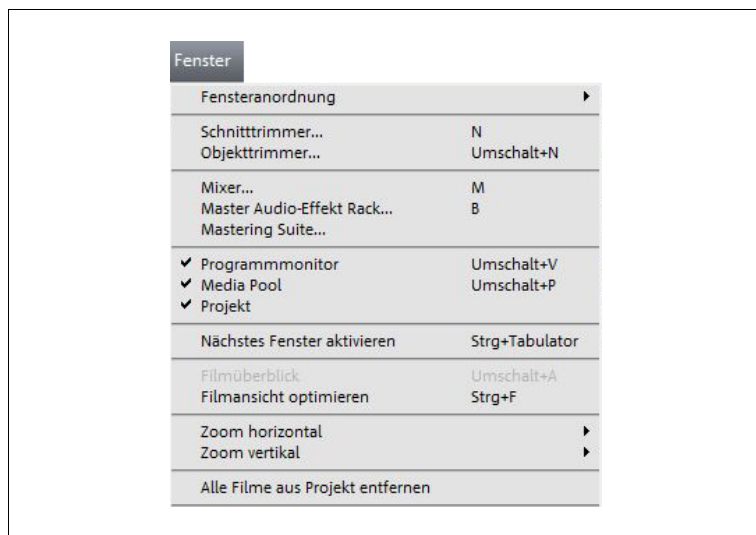 Fenster
Fensteranordnung
Schnitttrimmer... N
Objekttrimmer... Umschalt+N
Mixer... M
Master Audio-Effekt Rack... B
Mastering Suite...
Programmmonitor Umschalt+V
Media Pool Umschalt+P
Projekt
Nächstes Fenster aktivieren Strg+Tabulator
Filmüberblick Umschalt+A
Filmansicht optimieren Strg+F
Zoom horizontal
Zoom vertikal
Alle Filme aus Projekt entfernen